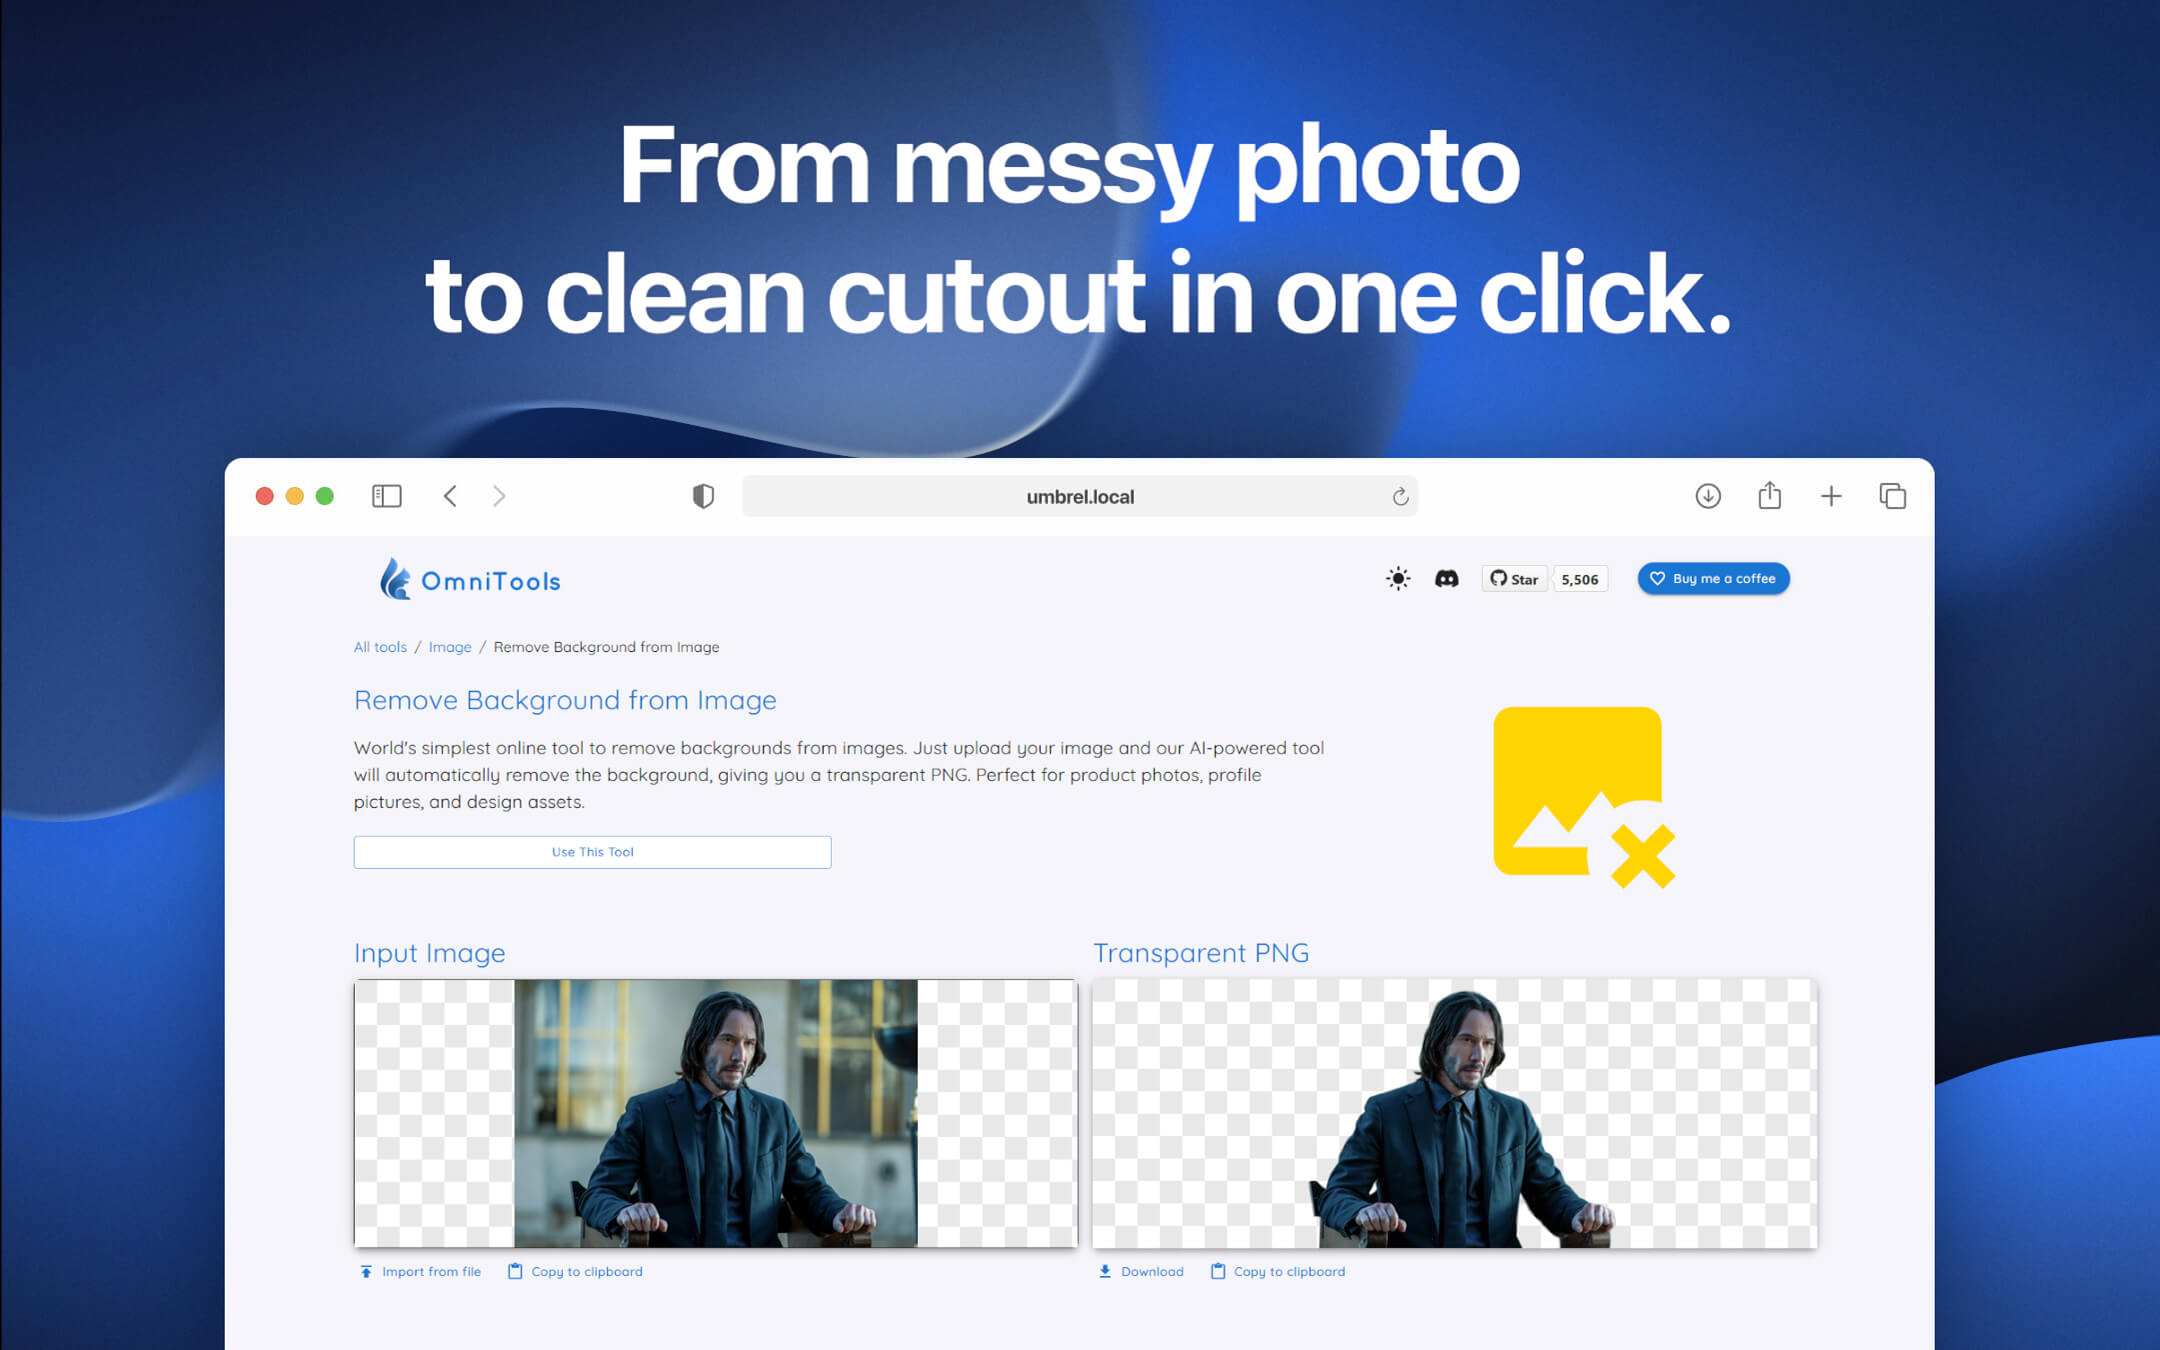 From messy photo
to clean cutout in one click.
umbrel.local
OmniTools
Star
5,506
Buy me a coffee
All tools / Image / Remove Background from Image
Remove Background from Image
World's simplest online tool to remove backgrounds from images. Just upload your image and our AI-powered tool
will automatically remove the background, giving you a transparent PNG. Perfect for product photos, profile
pictures, and design assets.
Use This Tool
Input Image
Transparent PNG
Import from file
Copy to clipboard
Download
Copy to clipboard